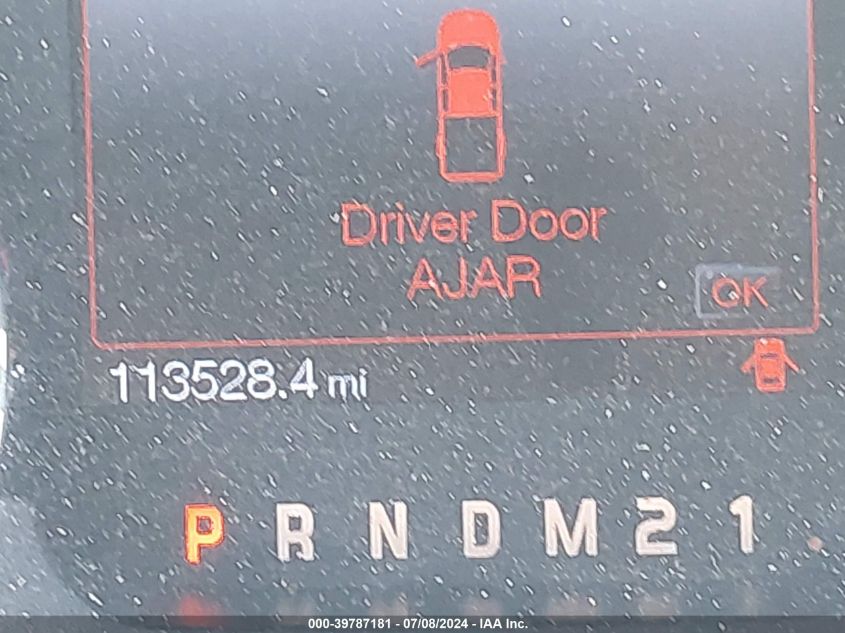 Driver Door
AJAR
OK
113528.4 mi
P R N D M 2 1
000-39787181 - 07/08/2024 - IAA Inc.